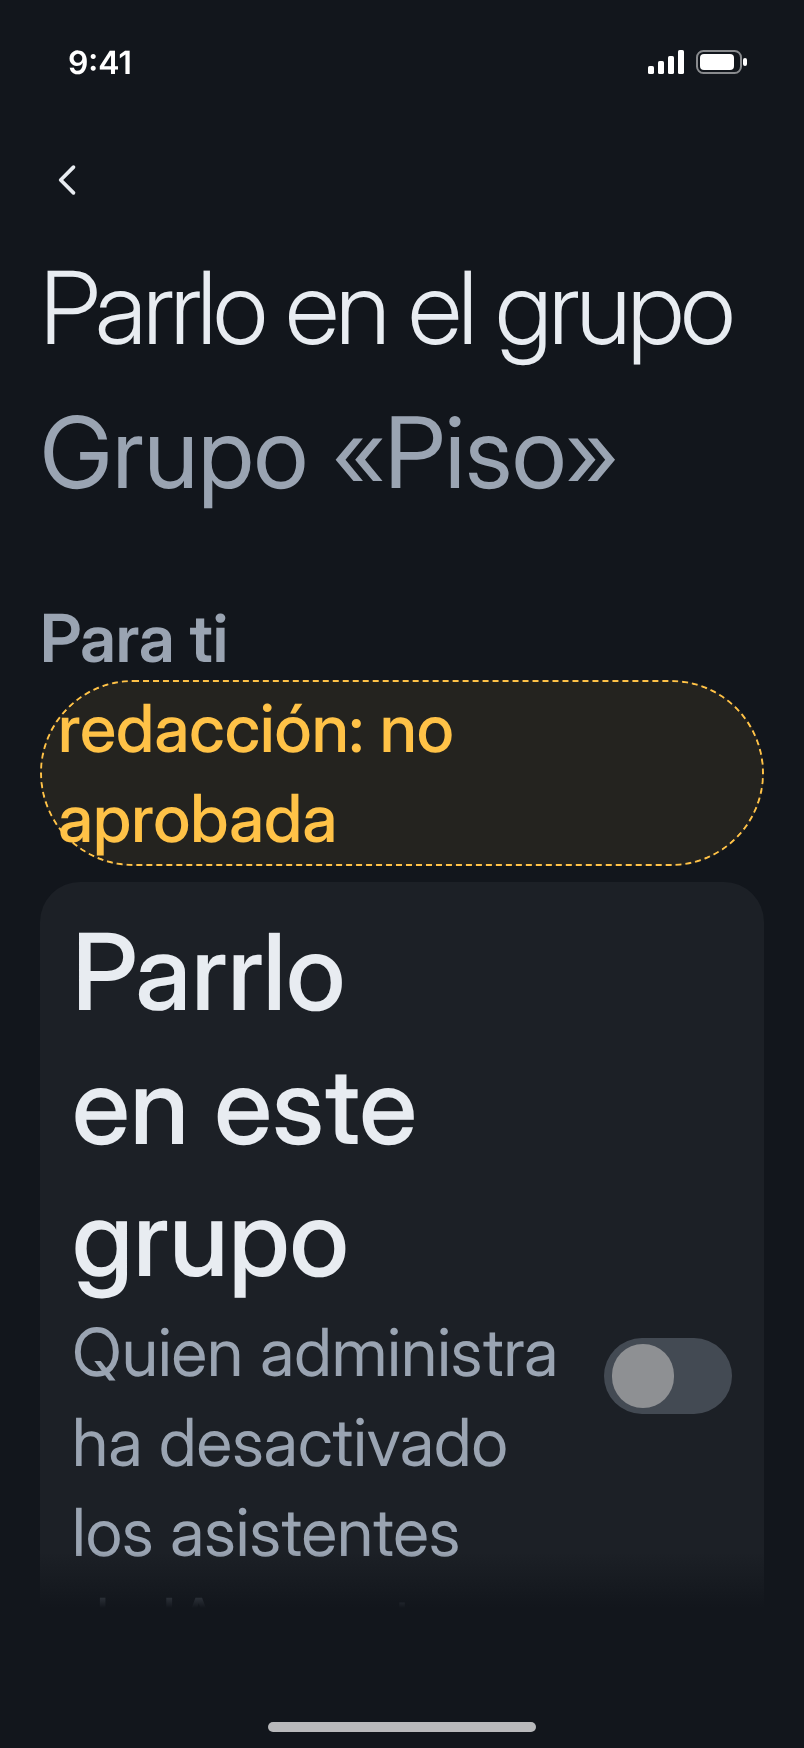 9:41
Parrlo en el grupo
Grupo «Piso»
Para ti
redacción: no
aprobada
Parrlo
en este
grupo
Quien administra
ha desactivado
los asistentes